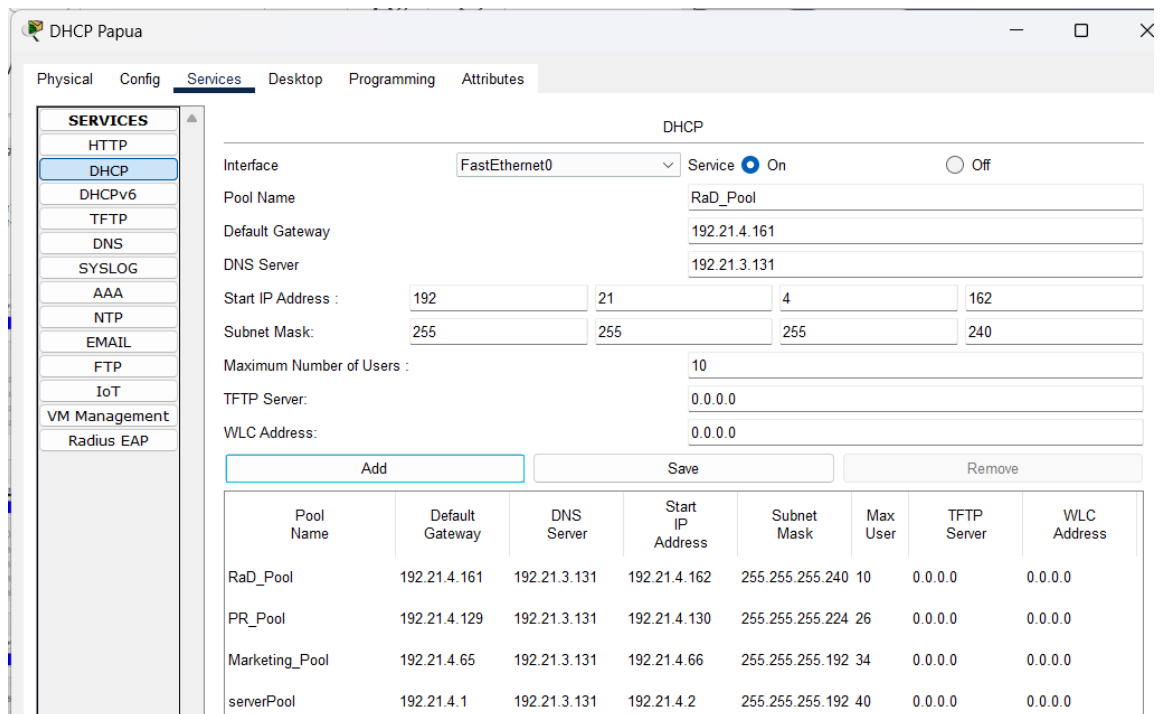 DHCP Papua
Physical Config Services Desktop Programming Attributes
SERVICES
HTTP
DHCP
DHCPv6
TFTP
DNS
SYSLOG
AAA
NTP
EMAIL
FTP
IoT
VM Management
Radius EAP
DHCP
Interface FastEthernet0 Service On Off
Pool Name RaD_Pool
Default Gateway 192.21.4.161
DNS Server 192.21.3.131
Start IP Address : 192 21 4 162
Subnet Mask: 255 255 255 240
Maximum Number of Users : 10
TFTP Server: 0.0.0.0
WLC Address: 0.0.0.0
Add Save Remove
Pool Name Default Gateway DNS Server Start IP Address Subnet Mask Max User TFTP Server WLC Address
RaD_Pool 192.21.4.161 192.21.3.131 192.21.4.162 255.255.255.240 10 0.0.0.0 0.0.0.0
PR_Pool 192.21.4.129 192.21.3.131 192.21.4.130 255.255.255.224 26 0.0.0.0 0.0.0.0
Marketing_Pool 192.21.4.65 192.21.3.131 192.21.4.66 255.255.255.192 34 0.0.0.0 0.0.0.0
serverPool 192.21.4.1 192.21.3.131 192.21.4.2 255.255.255.192 40 0.0.0.0 0.0.0.0